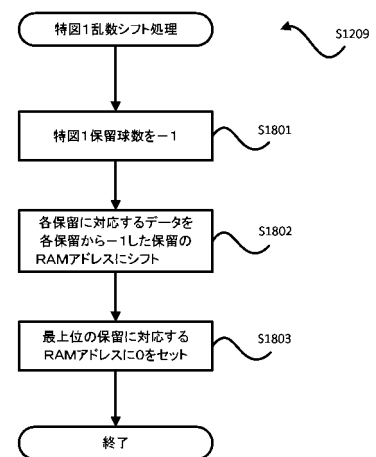 特図1乱数シフト処理
S1209
特図1保留球数を－1
S1801
各保留に対応するデータを
各保留から－1した保留の
RAMアドレスにシフト
S1802
最上位の保留に対応する
RAMアドレスに0をセット
S1803
終了